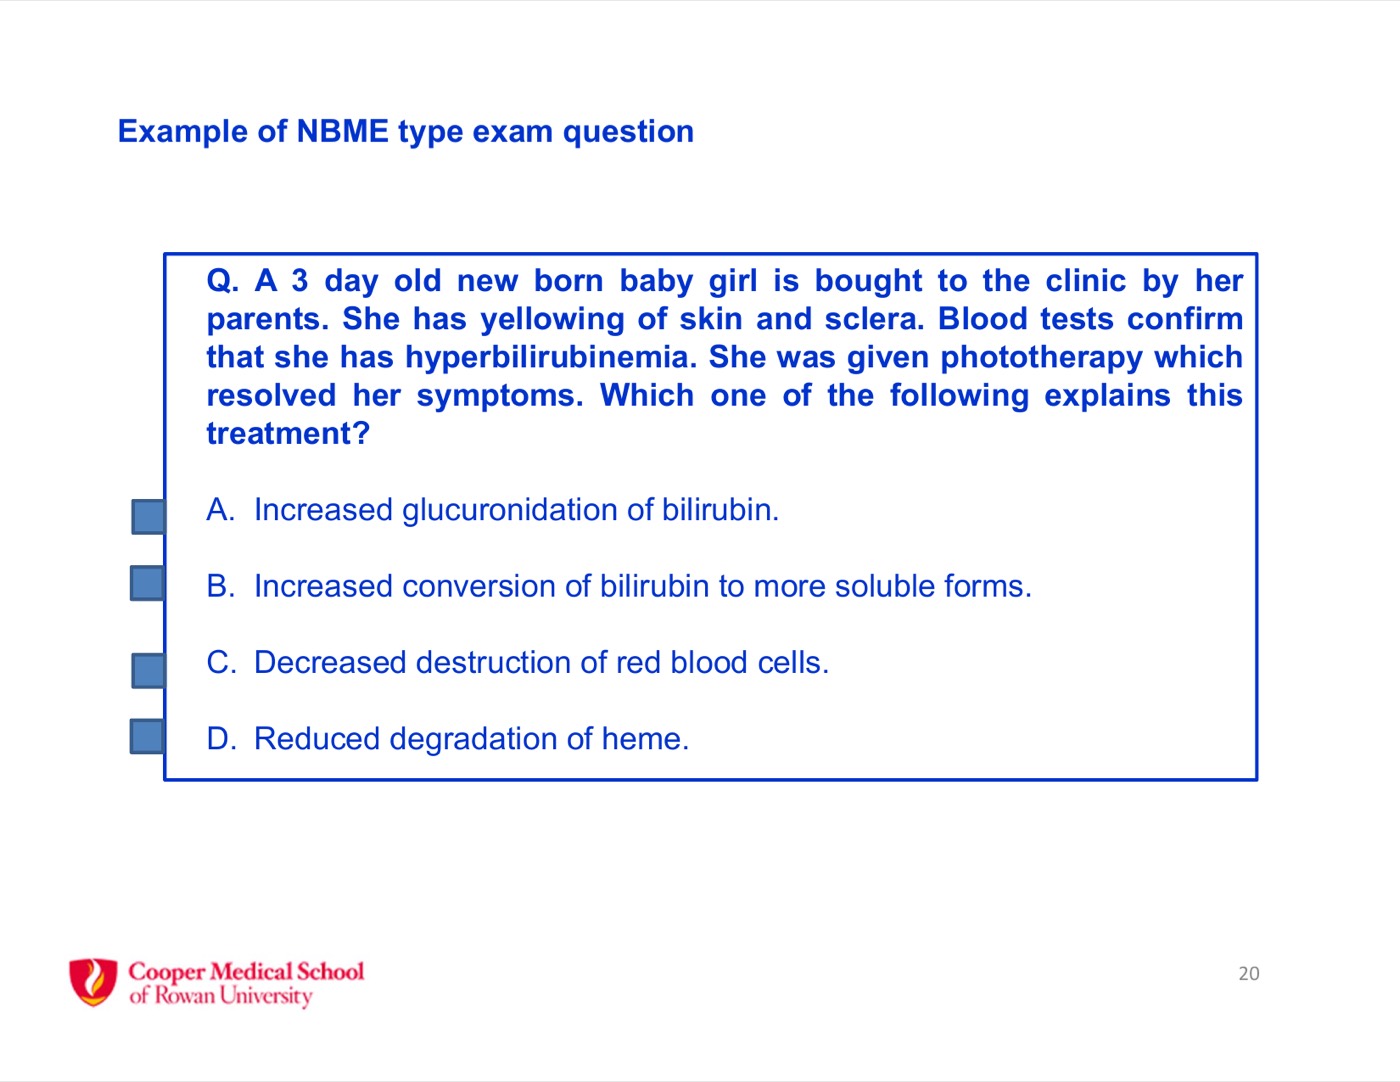 Example of NBME type exam question
Q. A 3 day old new born baby girl is bought to the clinic by her
parents. She has yellowing of skin and sclera. Blood tests confirm
that she has hyperbilirubinemia. She was given phototherapy which
resolved her symptoms. Which one of the following explains this
treatment?
A. Increased glucuronidation of bilirubin.
B. Increased conversion of bilirubin to more soluble forms.
C. Decreased destruction of red blood cells.
D. Reduced degradation of heme.
Cooper Medical School
of Rowan University
20